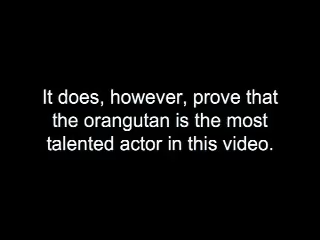 It does, however, prove that
the orangutan is the most
talented actor in this video.